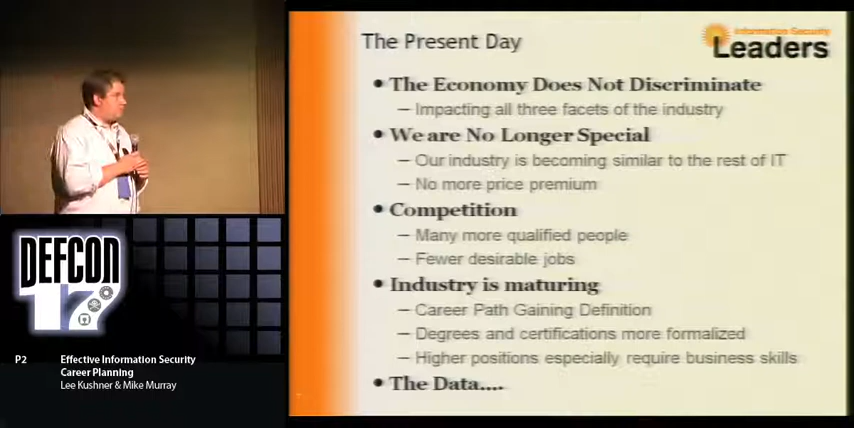 The Present Day
Information Security
Leaders
• The Economy Does Not Discriminate
– Impacting all three facets of the industry
• We are No Longer Special
– Our industry is becoming similar to the rest of IT
– No more price premium
• Competition
– Many more qualified people
– Fewer desirable jobs
• Industry is maturing
– Career Path Gaining Definition
– Degrees and certifications more formalized
– Higher positions especially require business skills
• The Data....
DEFCON
17
P2 Effective Information Security
Career Planning
Lee Kushner & Mike Murray